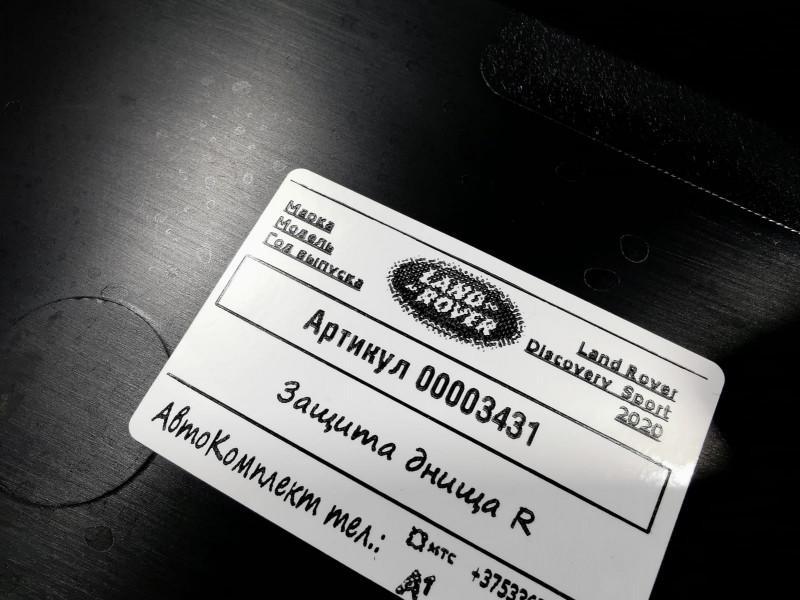 Марка
Модель
Год выпуска
LAND
ROVER
Land Rover
Discovery Sport
2020
Артикул 00003431
Защита днища R
АвтоКомплект тел.:
МТС
A1